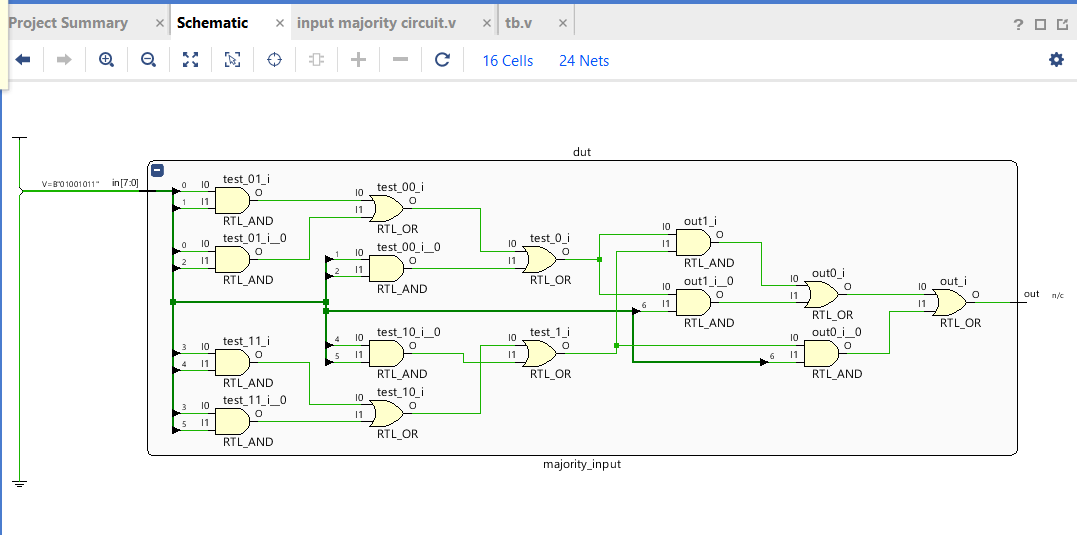 Project Summary × Schematic × input majority circuit.v × tb.v ×
?
16 Cells 24 Nets
dut
V=B"01001011" in[7:0]
test_01_i
0 I0
O
1 I1
RTL_AND
test_00_i
I0
O
I1
RTL_OR
test_01_i__0
0 I0
O
2 I1
RTL_AND
test_00_i__0
1 I0
O
2 I1
RTL_AND
test_0_i
I0
O
I1
RTL_OR
out1_i
I0
O
I1
RTL_AND
out1_i__0
I0
O
6 I1
RTL_AND
out0_i
I0
O
I1
RTL_OR
out_i
I0
O
I1
RTL_OR
out n/c
test_11_i
3 I0
O
4 I1
RTL_AND
test_10_i__0
4 I0
O
5 I1
RTL_AND
test_1_i
I0
O
I1
RTL_OR
out0_i__0
I0
O
6 I1
RTL_AND
test_11_i__0
3 I0
O
5 I1
RTL_AND
test_10_i
I0
O
I1
RTL_OR
majority_input